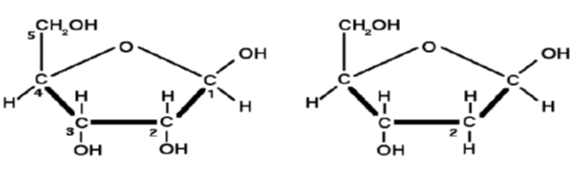 CH2OH CH2OH
5
O OH O OH
C C C C
H 4 H H 1 H H H H H
C C C C
3 2 2
OH OH OH H